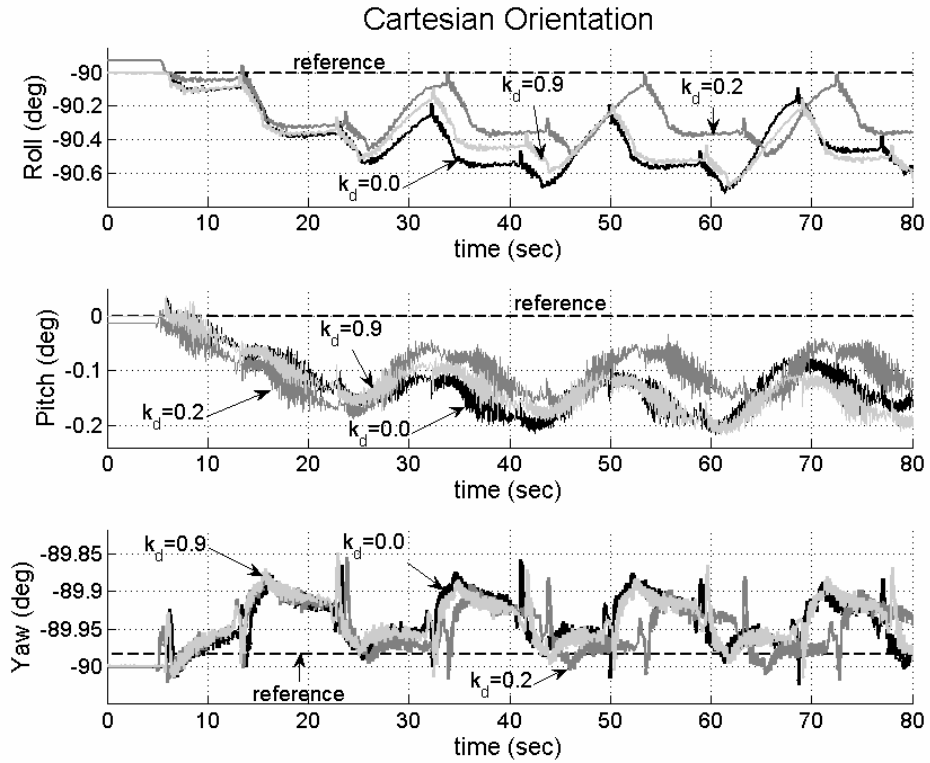 Cartesian Orientation
Roll (deg)
-90
-90.2
-90.4
-90.6
reference
k_d=0.9
k_d=0.2
k_d=0.0
0 10 20 30 40 50 60 70 80
time (sec)
Pitch (deg)
0
-0.1
-0.2
reference
k_d=0.9
k_d=0.2
k_d=0.0
0 10 20 30 40 50 60 70 80
time (sec)
Yaw (deg)
-89.85
-89.9
-89.95
-90
k_d=0.9
k_d=0.0
reference
k_d=0.2
0 10 20 30 40 50 60 70 80
time (sec)